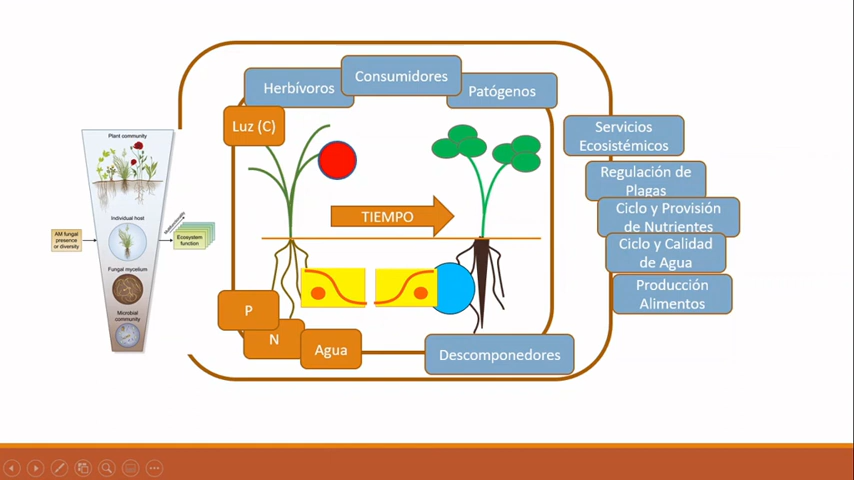 Consumidores
Herbívoros
Patógenos
Luz (C)
Servicios
Ecosistémicos
Regulación de
Plagas
Ciclo y Provisión
de Nutrientes
Ciclo y Calidad
de Agua
Producción
Alimentos
TIEMPO
P
N
Agua
Descomponedores
Plant community
Individual host
AM fungal
presence
or diversity
Multifunctionality
Ecosystem
function
Fungal mycelium
Microbial
community